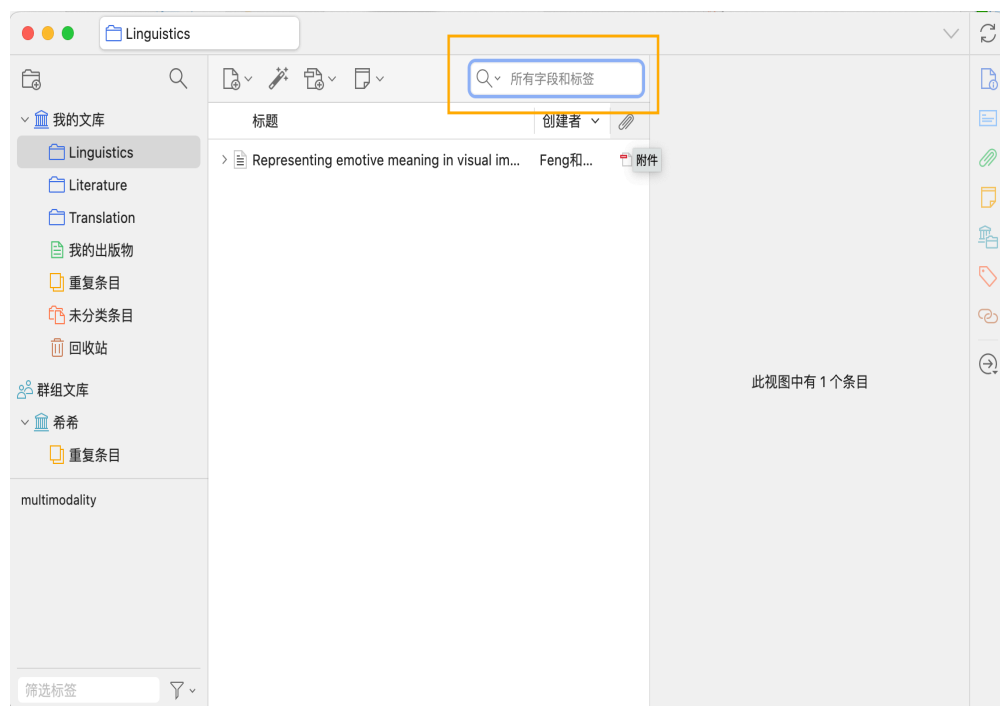 Linguistics
所有字段和标签
我的文库
Linguistics
Literature
Translation
我的出版物
重复条目
未分类条目
回收站
群组文库
希希
重复条目
multimodality
筛选标签
标题 创建者
Representing emotive meaning in visual im... Feng和...
附件
此视图中有 1 个条目